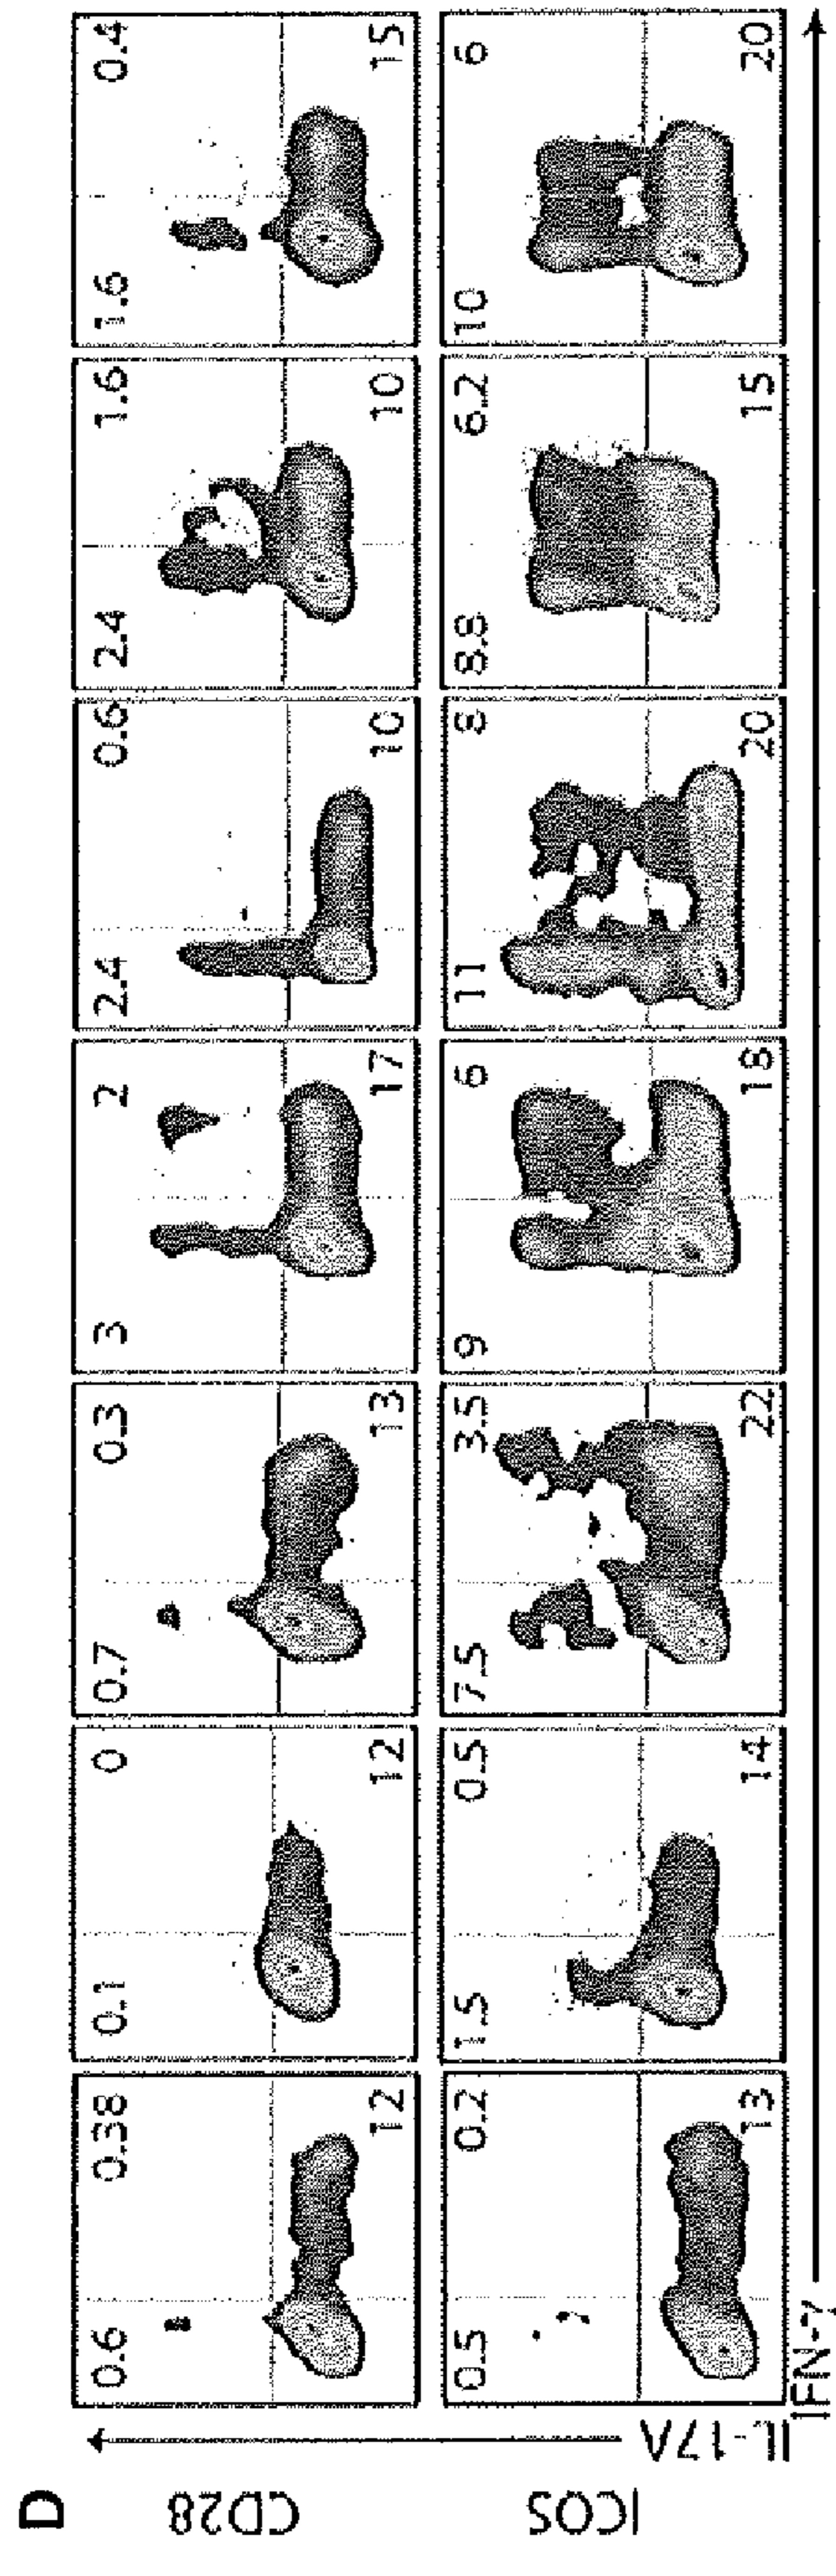 D
0.6 0.38 0.1 0 0.7 0.3 3 2 2.4 0.6 2.4 1.6 1.6 0.4
CD28
12 12 13 17 10 10 15
0.5 0.2 1.5 0.5 7.5 3.5 9 6 11 8 8.8 6.2 10 6
ICOS
13 14 22 18 20 15 20
IL-17A
IFN-γ